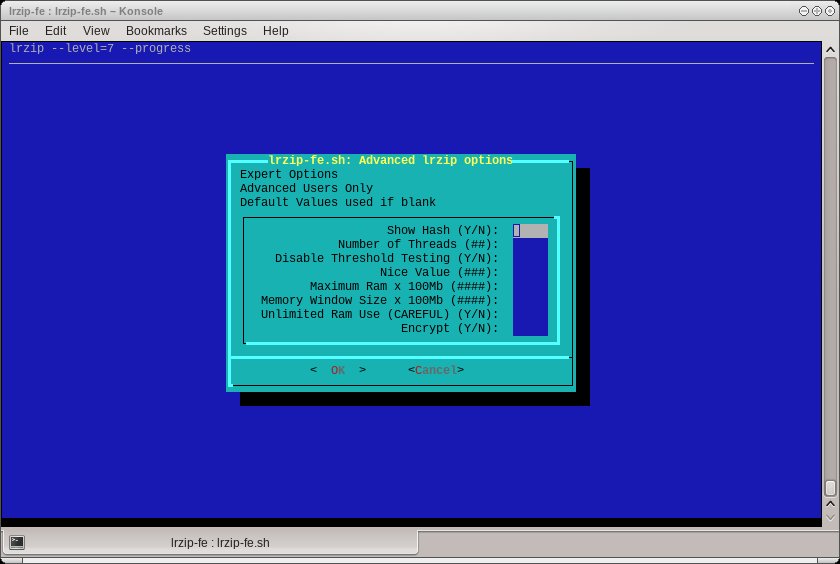 lrzip-fe : lrzip-fe.sh – Konsole
File Edit View Bookmarks Settings Help
lrzip --level=7 --progress
lrzip-fe.sh: Advanced lrzip options
Expert Options
Advanced Users Only
Default Values used if blank
Show Hash (Y/N):
Number of Threads (##):
Disable Threshold Testing (Y/N):
Nice Value (###):
Maximum Ram x 100Mb (####):
Memory Window Size x 100Mb (####):
Unlimited Ram Use (CAREFUL) (Y/N):
Encrypt (Y/N):
< OK > <Cancel>
lrzip-fe : lrzip-fe.sh